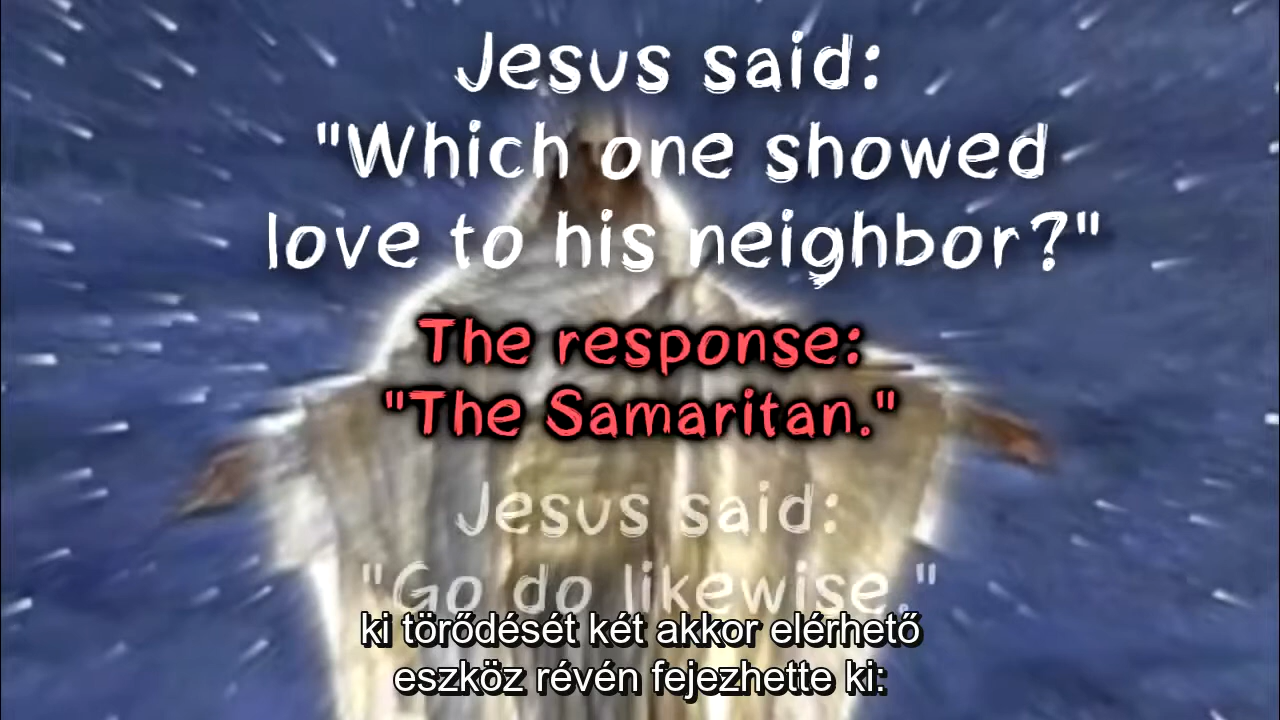 Jesus said:
"Which one showed
love to his neighbor?"
The response:
"The Samaritan."
Jesus said:
"Go do likewise."
ki törődését két akkor elérhető
eszköz révén fejezhette ki: